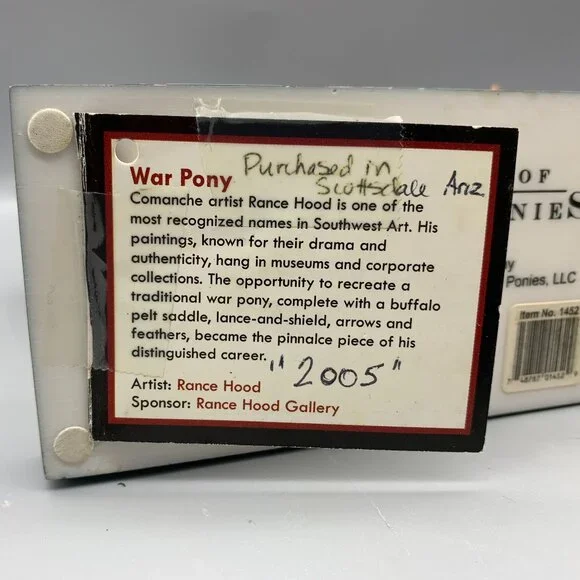 War Pony
Purchased in
Scottsdale Ariz
Comanche artist Rance Hood is one of the
most recognized names in Southwest Art. His
paintings, known for their drama and
authenticity, hang in museums and corporate
collections. The opportunity to recreate a
traditional war pony, complete with a buffalo
pelt saddle, lance-and-shield, arrows and
feathers, became the pinnalce piece of his
distinguished career.
"2005"
Artist: Rance Hood
Sponsor: Rance Hood Gallery
OF
NIES
y
Ponies, LLC
Item No. 1452